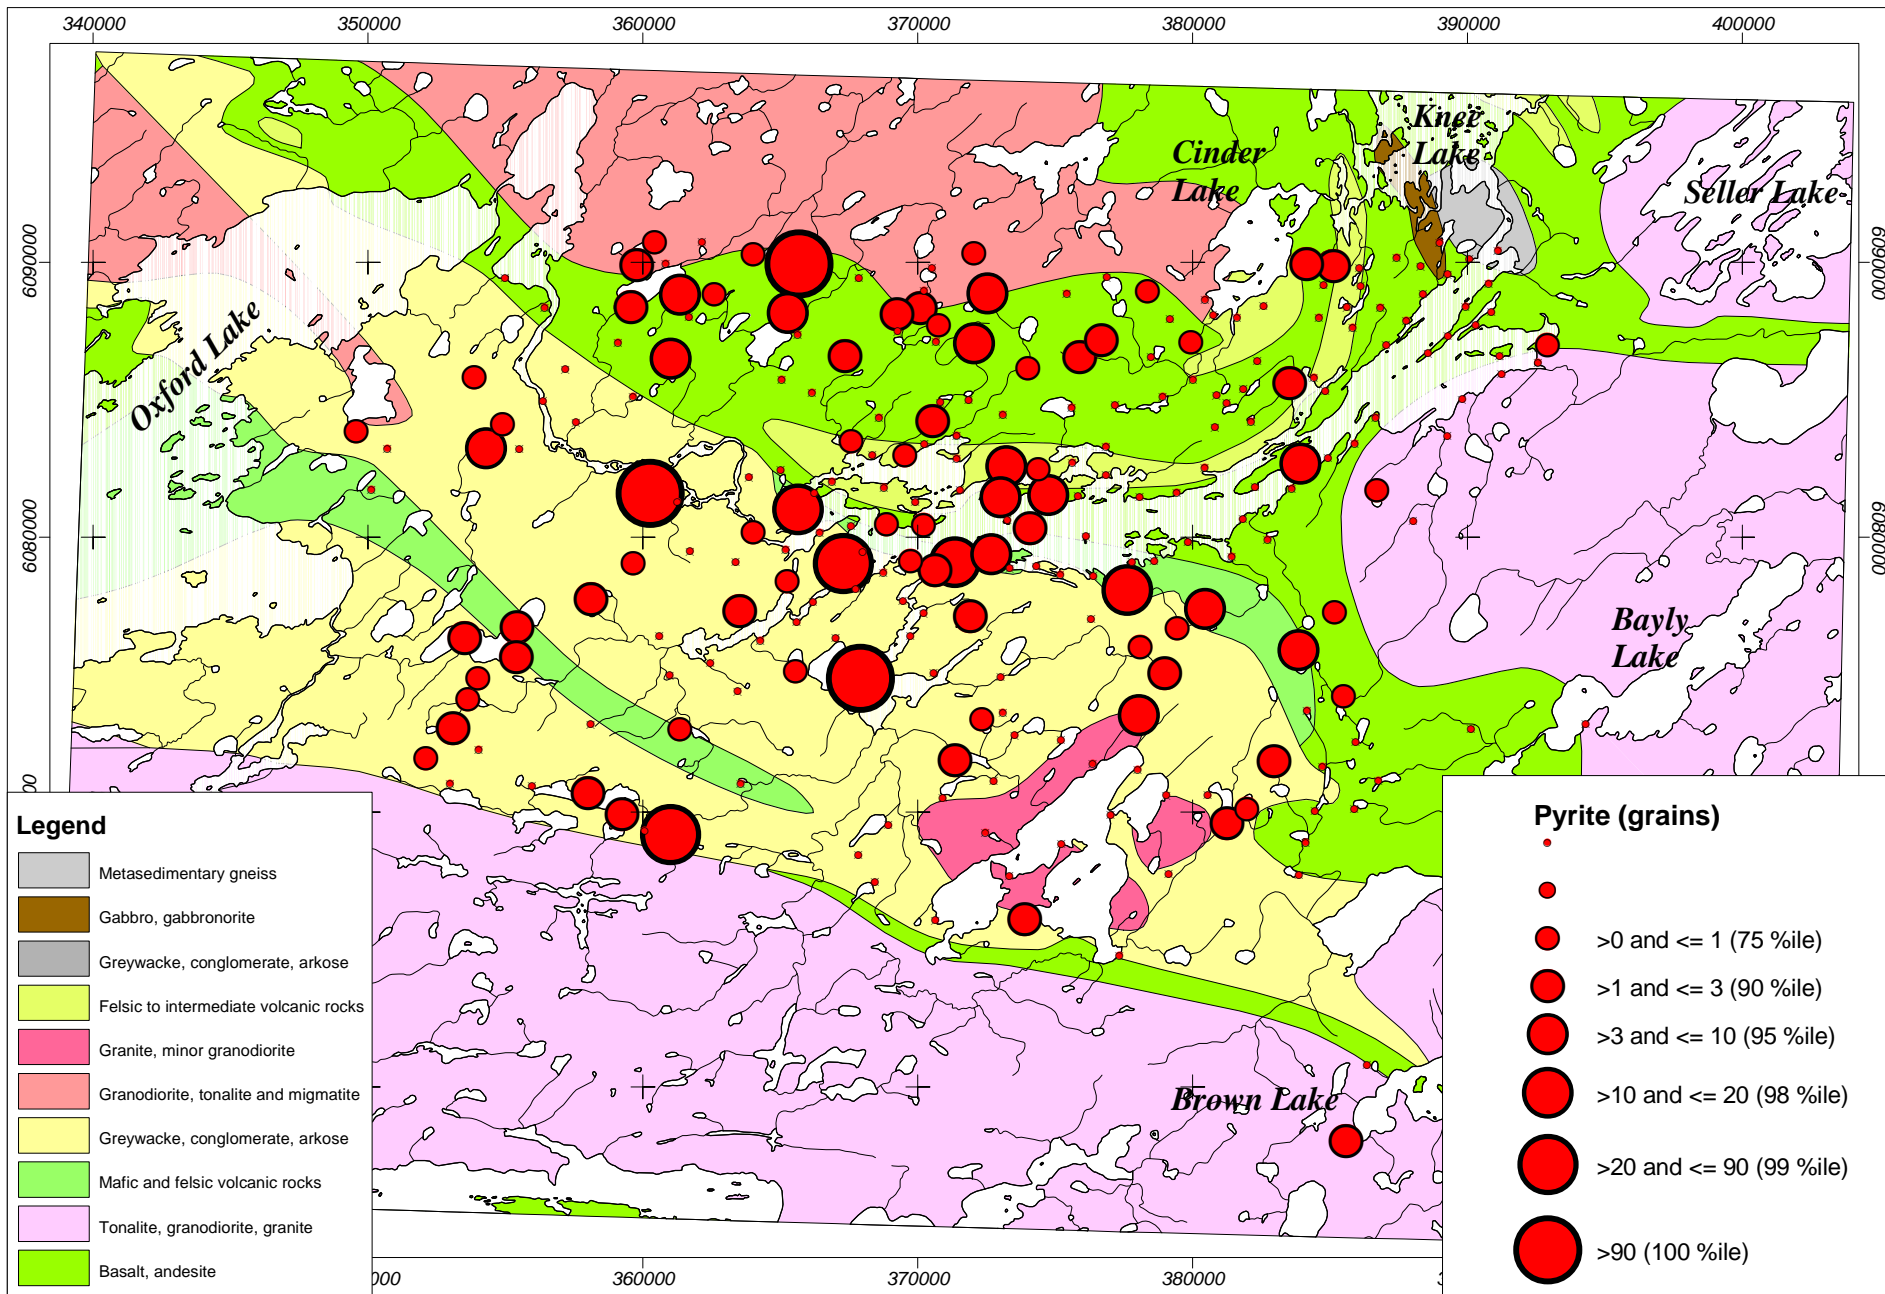 340000 350000 360000 370000 380000 390000 400000
Knee
Lake
Cinder
Lake
Seller Lake
6090000 6090000
Oxford Lake
6080000 6080000
Bayly
Lake
Brown Lake
Legend
Metasedimentary gneiss
Gabbro, gabbronorite
Greywacke, conglomerate, arkose
Felsic to intermediate volcanic rocks
Granite, minor granodiorite
Granodiorite, tonalite and migmatite
Greywacke, conglomerate, arkose
Mafic and felsic volcanic rocks
Tonalite, granodiorite, granite
Basalt, andesite
Pyrite (grains)
>0 and <= 1 (75 %ile)
>1 and <= 3 (90 %ile)
>3 and <= 10 (95 %ile)
>10 and <= 20 (98 %ile)
>20 and <= 90 (99 %ile)
>90 (100 %ile)
360000 370000 380000